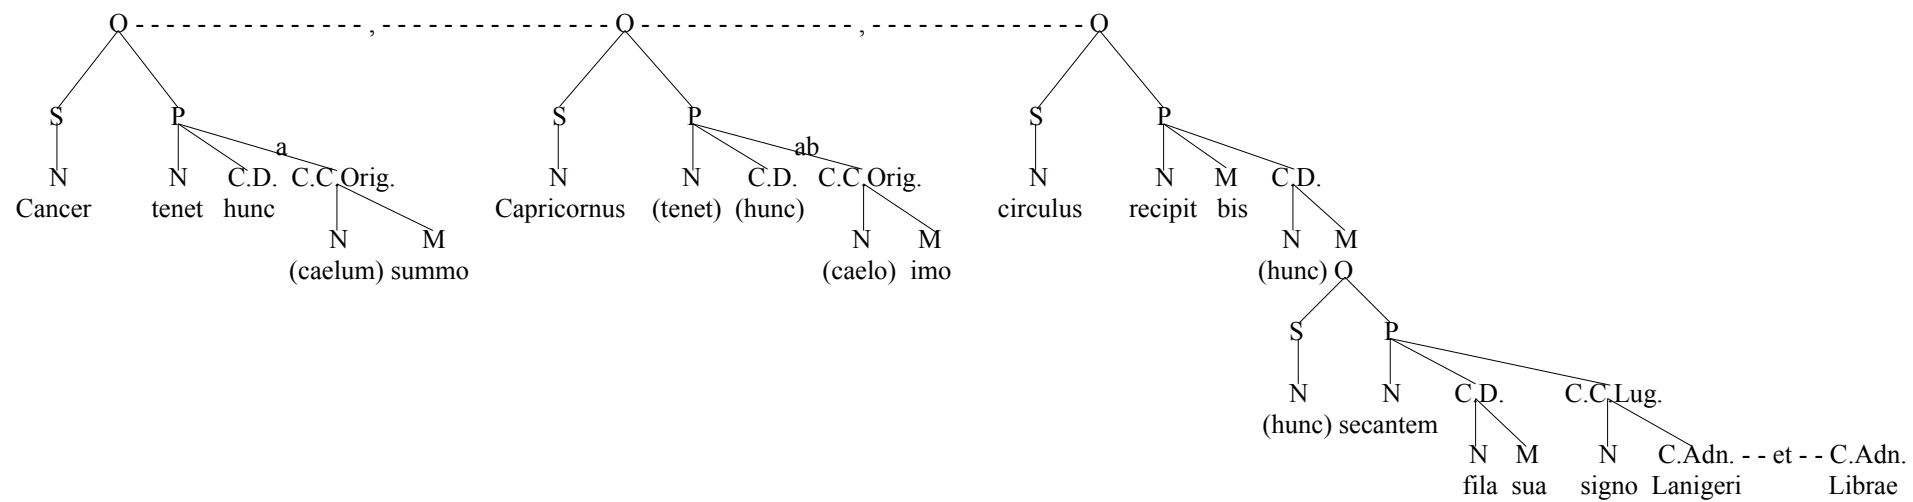 O - - - - - - - - - - - - - - - , - - - - - - - - - - - - - - - O - - - - - - - - - - - - - - - , - - - - - - - - - - - - - - O
S P S P S P
a ab
N N C.D. C.C.Orig. N N C.D. C.C.Orig. N N M C.D.
Cancer tenet hunc Capricornus (tenet) (hunc) circulus recipit bis
N M N M N M
(caelum) summo (caelo) imo (hunc) O
S P
N N C.D. C.C.Lug.
(hunc) secantem
N M N C.Adn. - - et - - C.Adn.
fila sua signo Lanigeri Librae